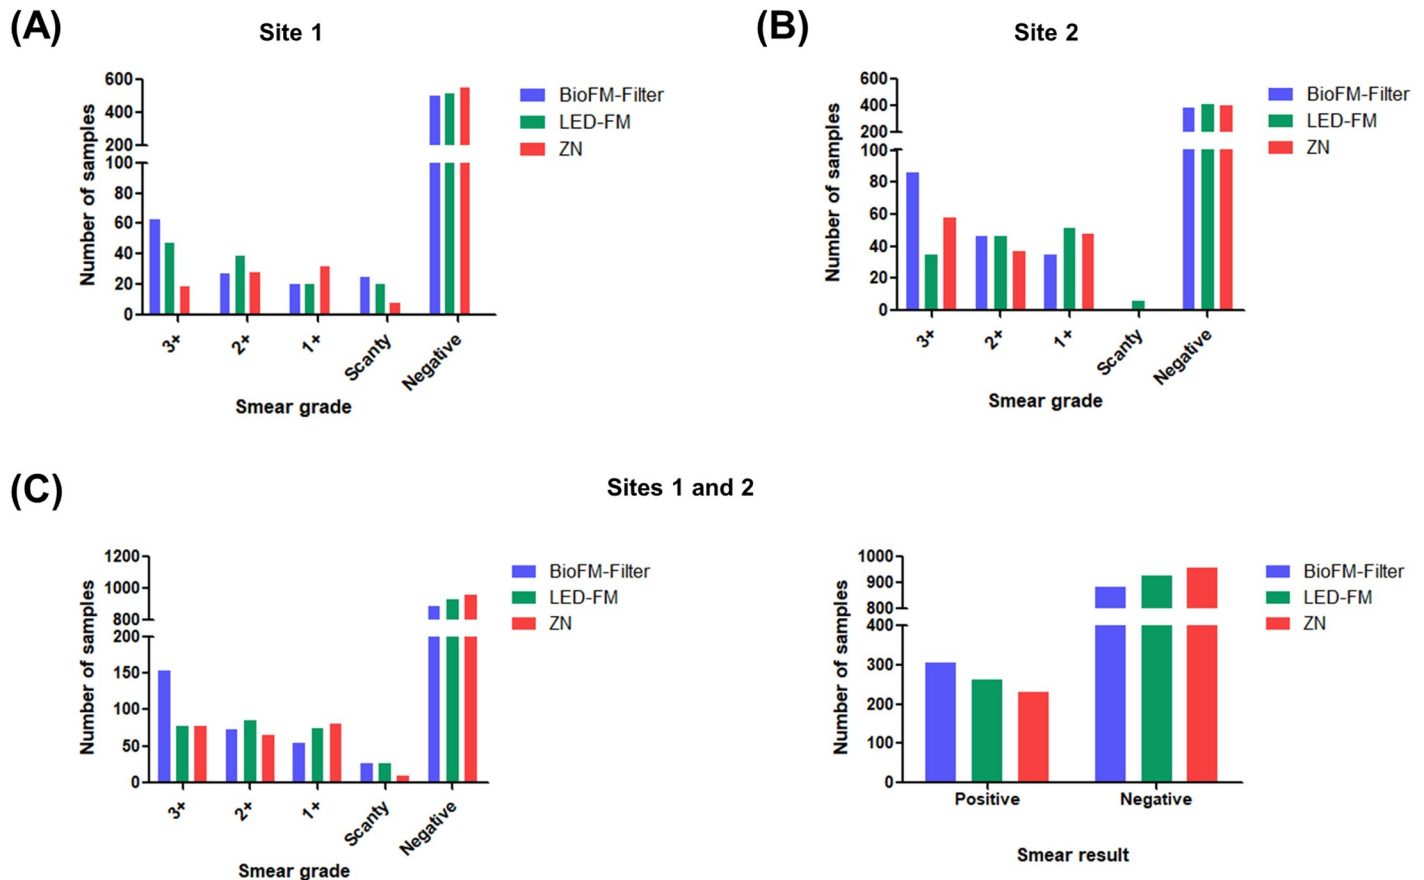 (A)
Site 1
Number of samples
600
400
200
100
80
60
40
20
0
3+
2+
1+
Scanty
Negative
Smear grade
BioFM-Filter
LED-FM
ZN
(B)
Site 2
Number of samples
600
400
200
100
80
60
40
20
0
3+
2+
1+
Scanty
Negative
Smear grade
BioFM-Filter
LED-FM
ZN
(C)
Sites 1 and 2
Number of samples
1200
1000
800
200
150
100
50
0
3+
2+
1+
Scanty
Negative
Smear grade
BioFM-Filter
LED-FM
ZN
Number of samples
1000
900
800
400
300
200
100
0
Positive
Negative
Smear result
BioFM-Filter
LED-FM
ZN